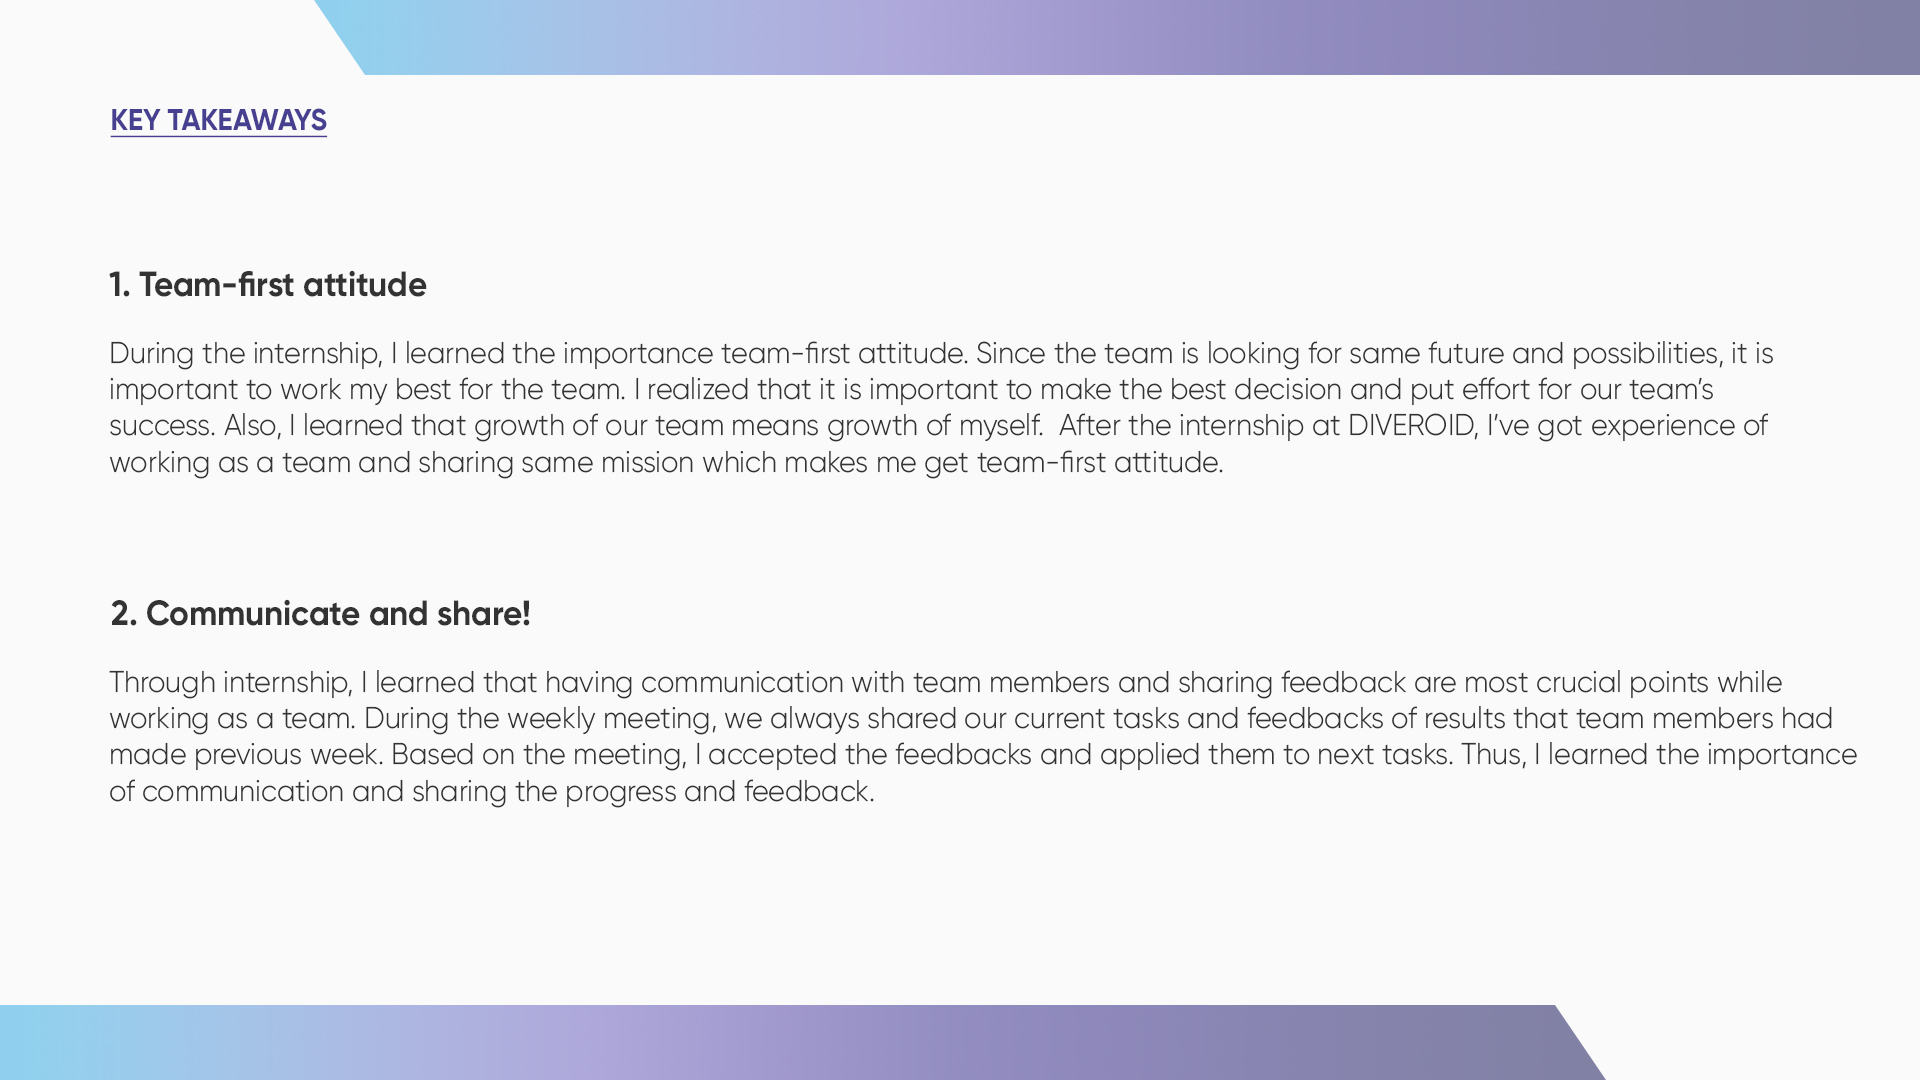 KEY TAKEAWAYS
1. Team-first attitude
During the internship, I learned the importance team-first attitude. Since the team is looking for same future and possibilities, it is
important to work my best for the team. I realized that it is important to make the best decision and put effort for our team’s
success. Also, I learned that growth of our team means growth of myself.  After the internship at DIVEROID, I’ve got experience of
working as a team and sharing same mission which makes me get team-first attitude.
2. Communicate and share!
Through internship, I learned that having communication with team members and sharing feedback are most crucial points while
working as a team. During the weekly meeting, we always shared our current tasks and feedbacks of results that team members had
made previous week. Based on the meeting, I accepted the feedbacks and applied them to next tasks. Thus, I learned the importance
of communication and sharing the progress and feedback.